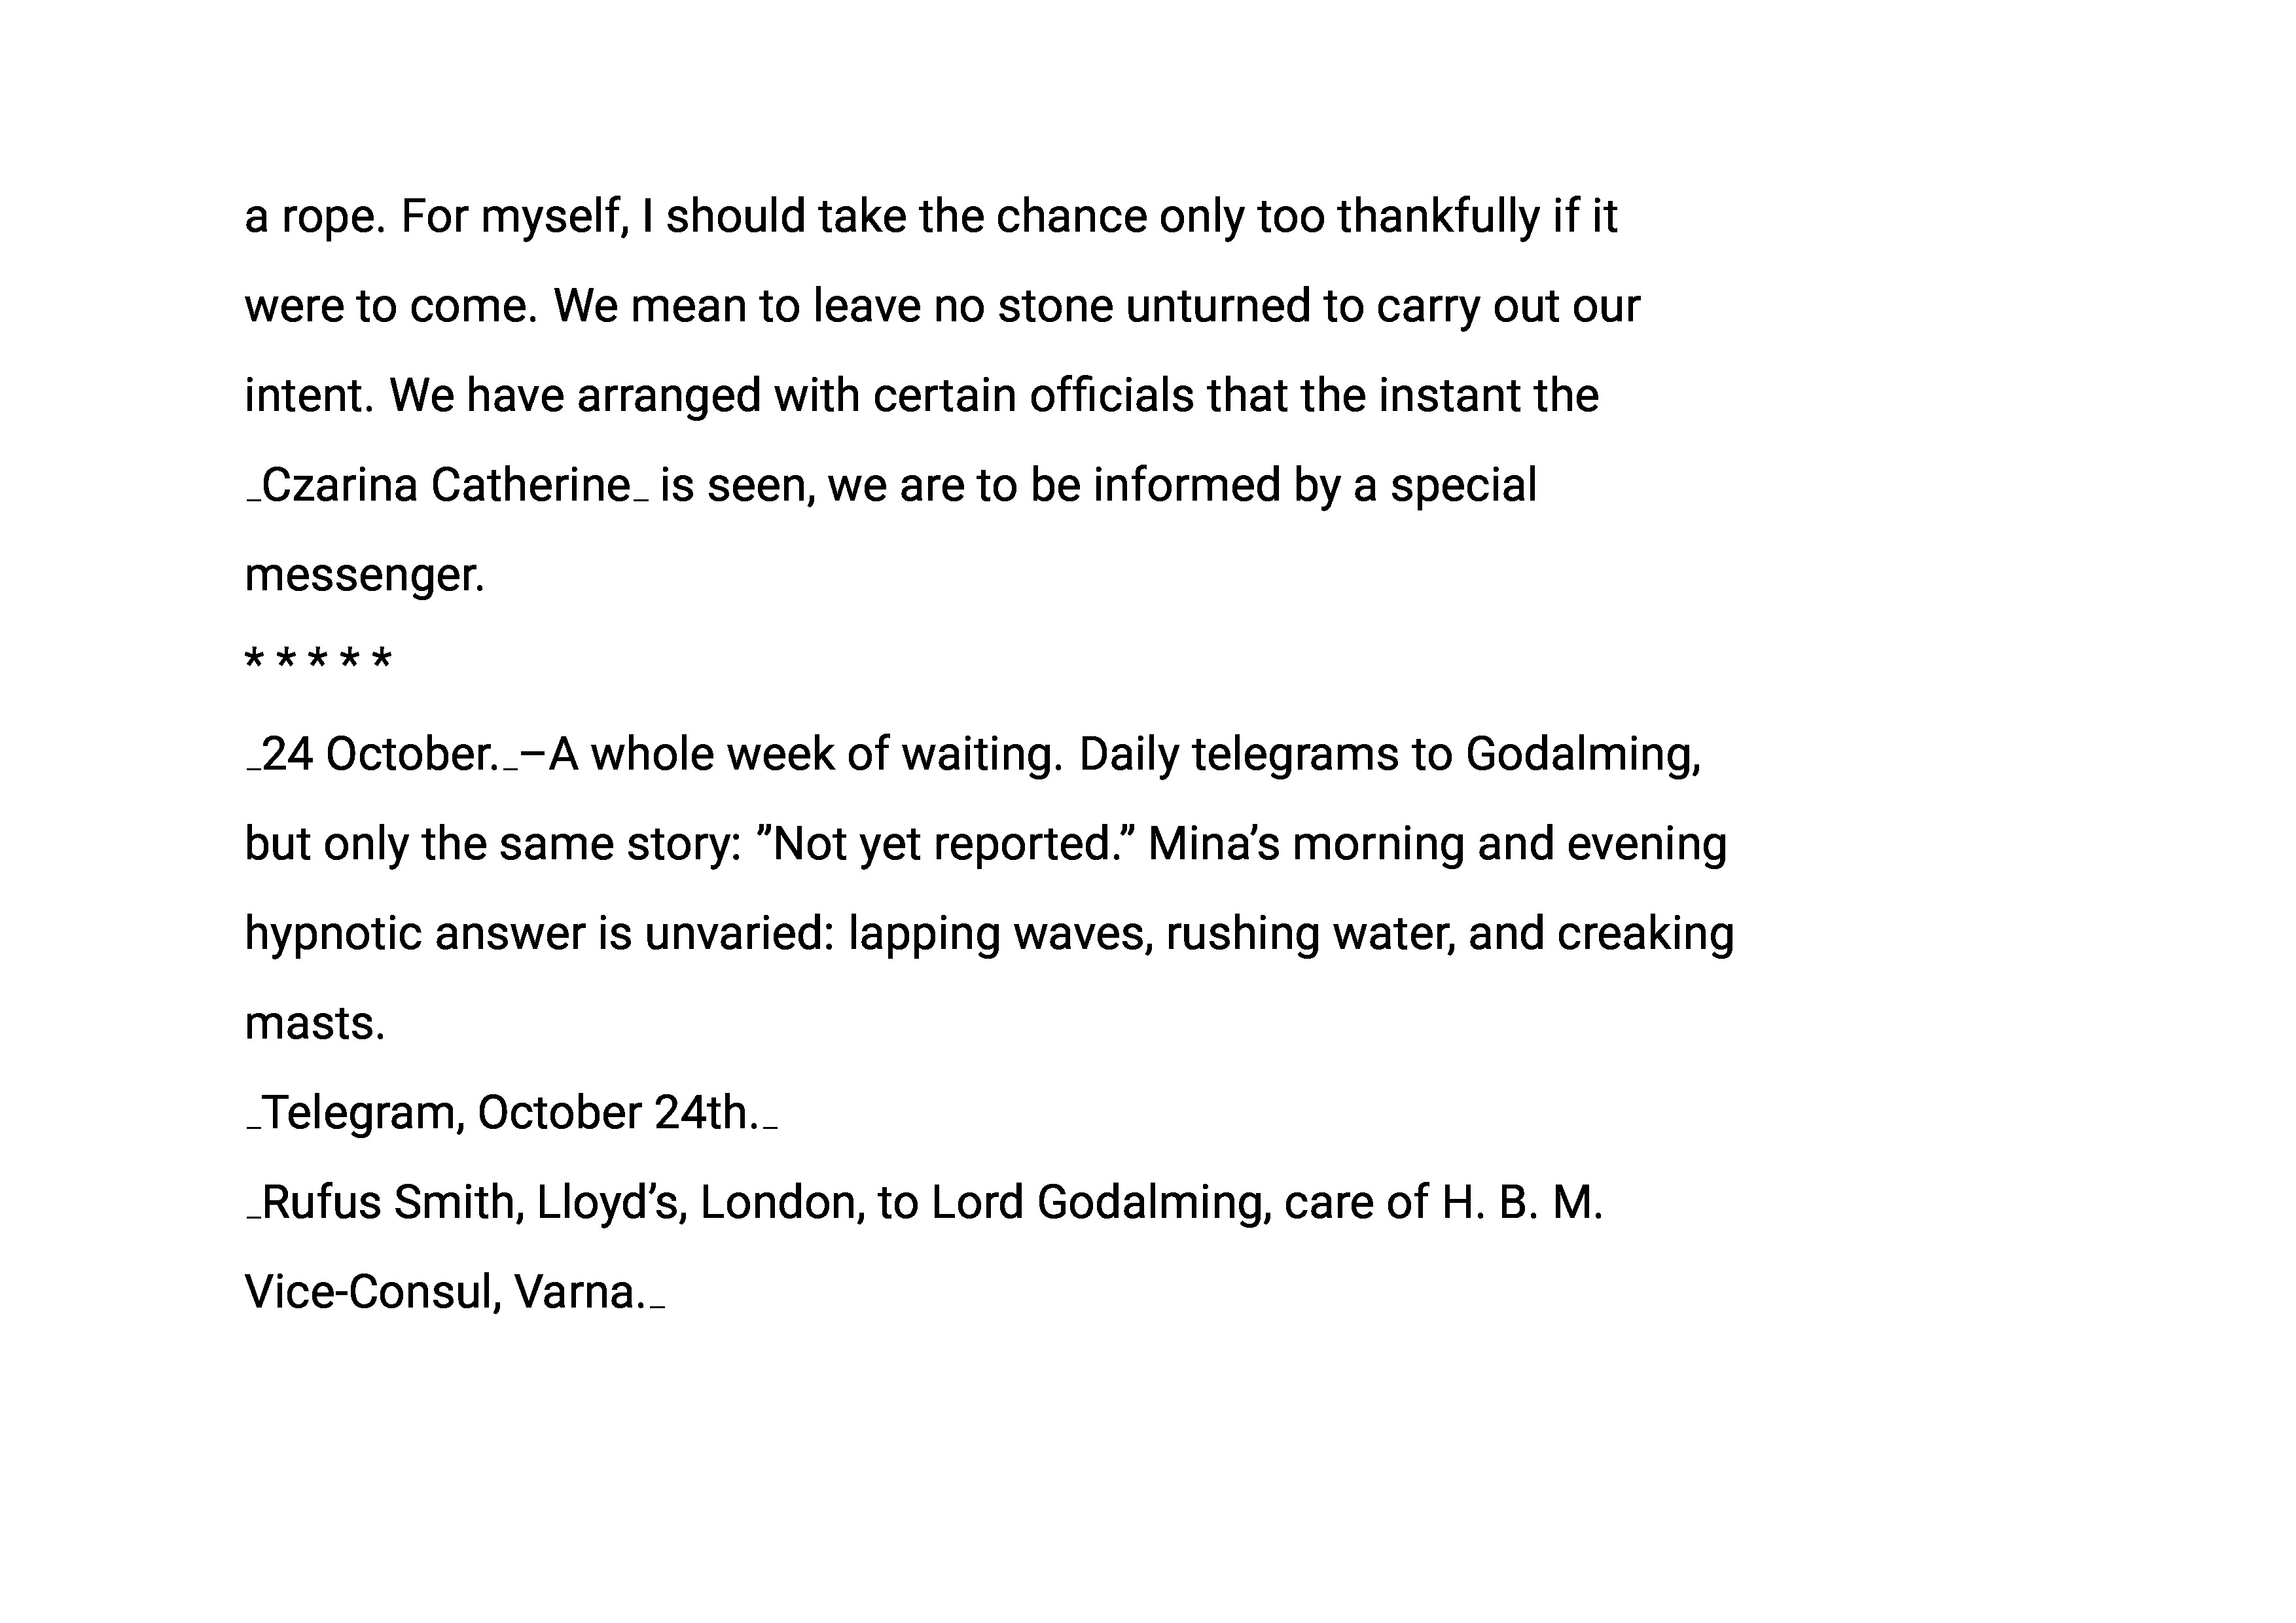 a rope. For myself, I should take the chance only too thankfully if it
were to come. We mean to leave no stone unturned to carry out our
intent. We have arranged with certain officials that the instant the
_Czarina Catherine_ is seen, we are to be informed by a special
messenger.
* * * * *
_24 October._–A whole week of waiting. Daily telegrams to Godalming,
but only the same story: ”Not yet reported.” Mina’s morning and evening
hypnotic answer is unvaried: lapping waves, rushing water, and creaking
masts.
_Telegram, October 24th._
_Rufus Smith, Lloyd’s, London, to Lord Godalming, care of H. B. M.
Vice-Consul, Varna._